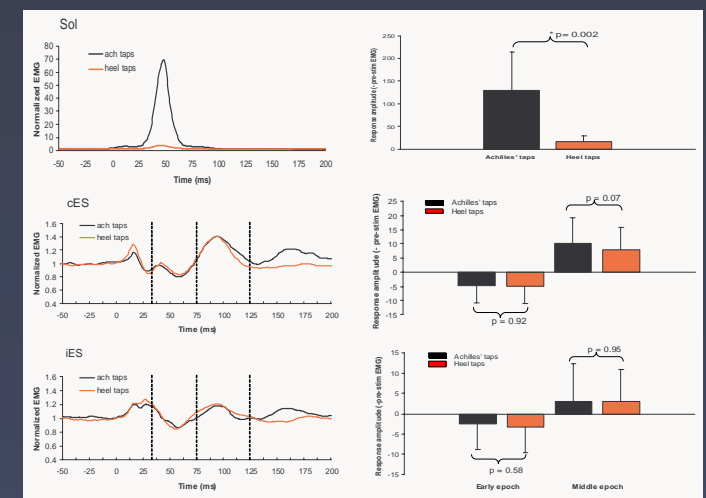 Sol
Normalized EMG
80
70
60
50
40
30
20
10
0
ach taps
heel taps
-50 -25 0 25 50 75 100 125 150 175 200
Time (ms)
Response amplitude (- pre-stim EMG)
250
200
150
100
50
0
* p= 0.002
Achilles' taps Heel taps
cES
Normalized EMG
1.6
1.4
1.2
1
0.8
0.6
0.4
ach taps
heel taps
-50 -25 0 25 50 75 100 125 150 175 200
Time (ms)
Response amplitude (- pre-stim EMG)
25
20
15
10
5
0
-5
-10
-15
Achilles' taps
Heel taps
p = 0.07
p = 0.92
iES
Normalized EMG
1.6
1.4
1.2
1
0.8
0.6
0.4
ach taps
heel taps
-50 -25 0 25 50 75 100 125 150 175 200
Time (ms)
Response amplitude (- pre-stim EMG)
15
10
5
0
-5
-10
-15
Achilles' taps
Heel taps
p = 0.95
p = 0.58
Early epoch Middle epoch